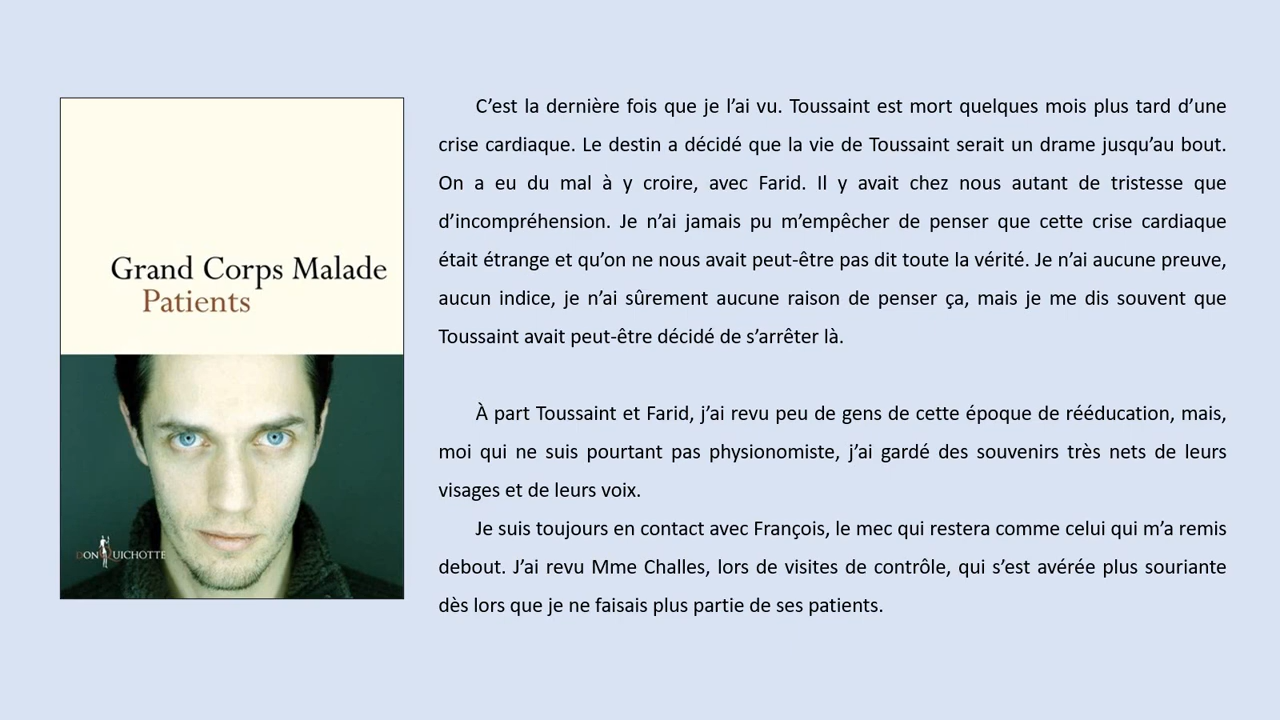 Grand Corps Malade
Patients
DONQUICHOTTE
C’est la dernière fois que je l’ai vu. Toussaint est mort quelques mois plus tard d’une
crise cardiaque. Le destin a décidé que la vie de Toussaint serait un drame jusqu’au bout.
On a eu du mal à y croire, avec Farid. Il y avait chez nous autant de tristesse que
d’incompréhension. Je n’ai jamais pu m’empêcher de penser que cette crise cardiaque
était étrange et qu’on ne nous avait peut-être pas dit toute la vérité. Je n’ai aucune preuve,
aucun indice, je n’ai sûrement aucune raison de penser ça, mais je me dis souvent que
Toussaint avait peut-être décidé de s’arrêter là.
À part Toussaint et Farid, j’ai revu peu de gens de cette époque de rééducation, mais,
moi qui ne suis pourtant pas physionomiste, j’ai gardé des souvenirs très nets de leurs
visages et de leurs voix.
Je suis toujours en contact avec François, le mec qui restera comme celui qui m’a remis
debout. J’ai revu Mme Challes, lors de visites de contrôle, qui s’est avérée plus souriante
dès lors que je ne faisais plus partie de ses patients.